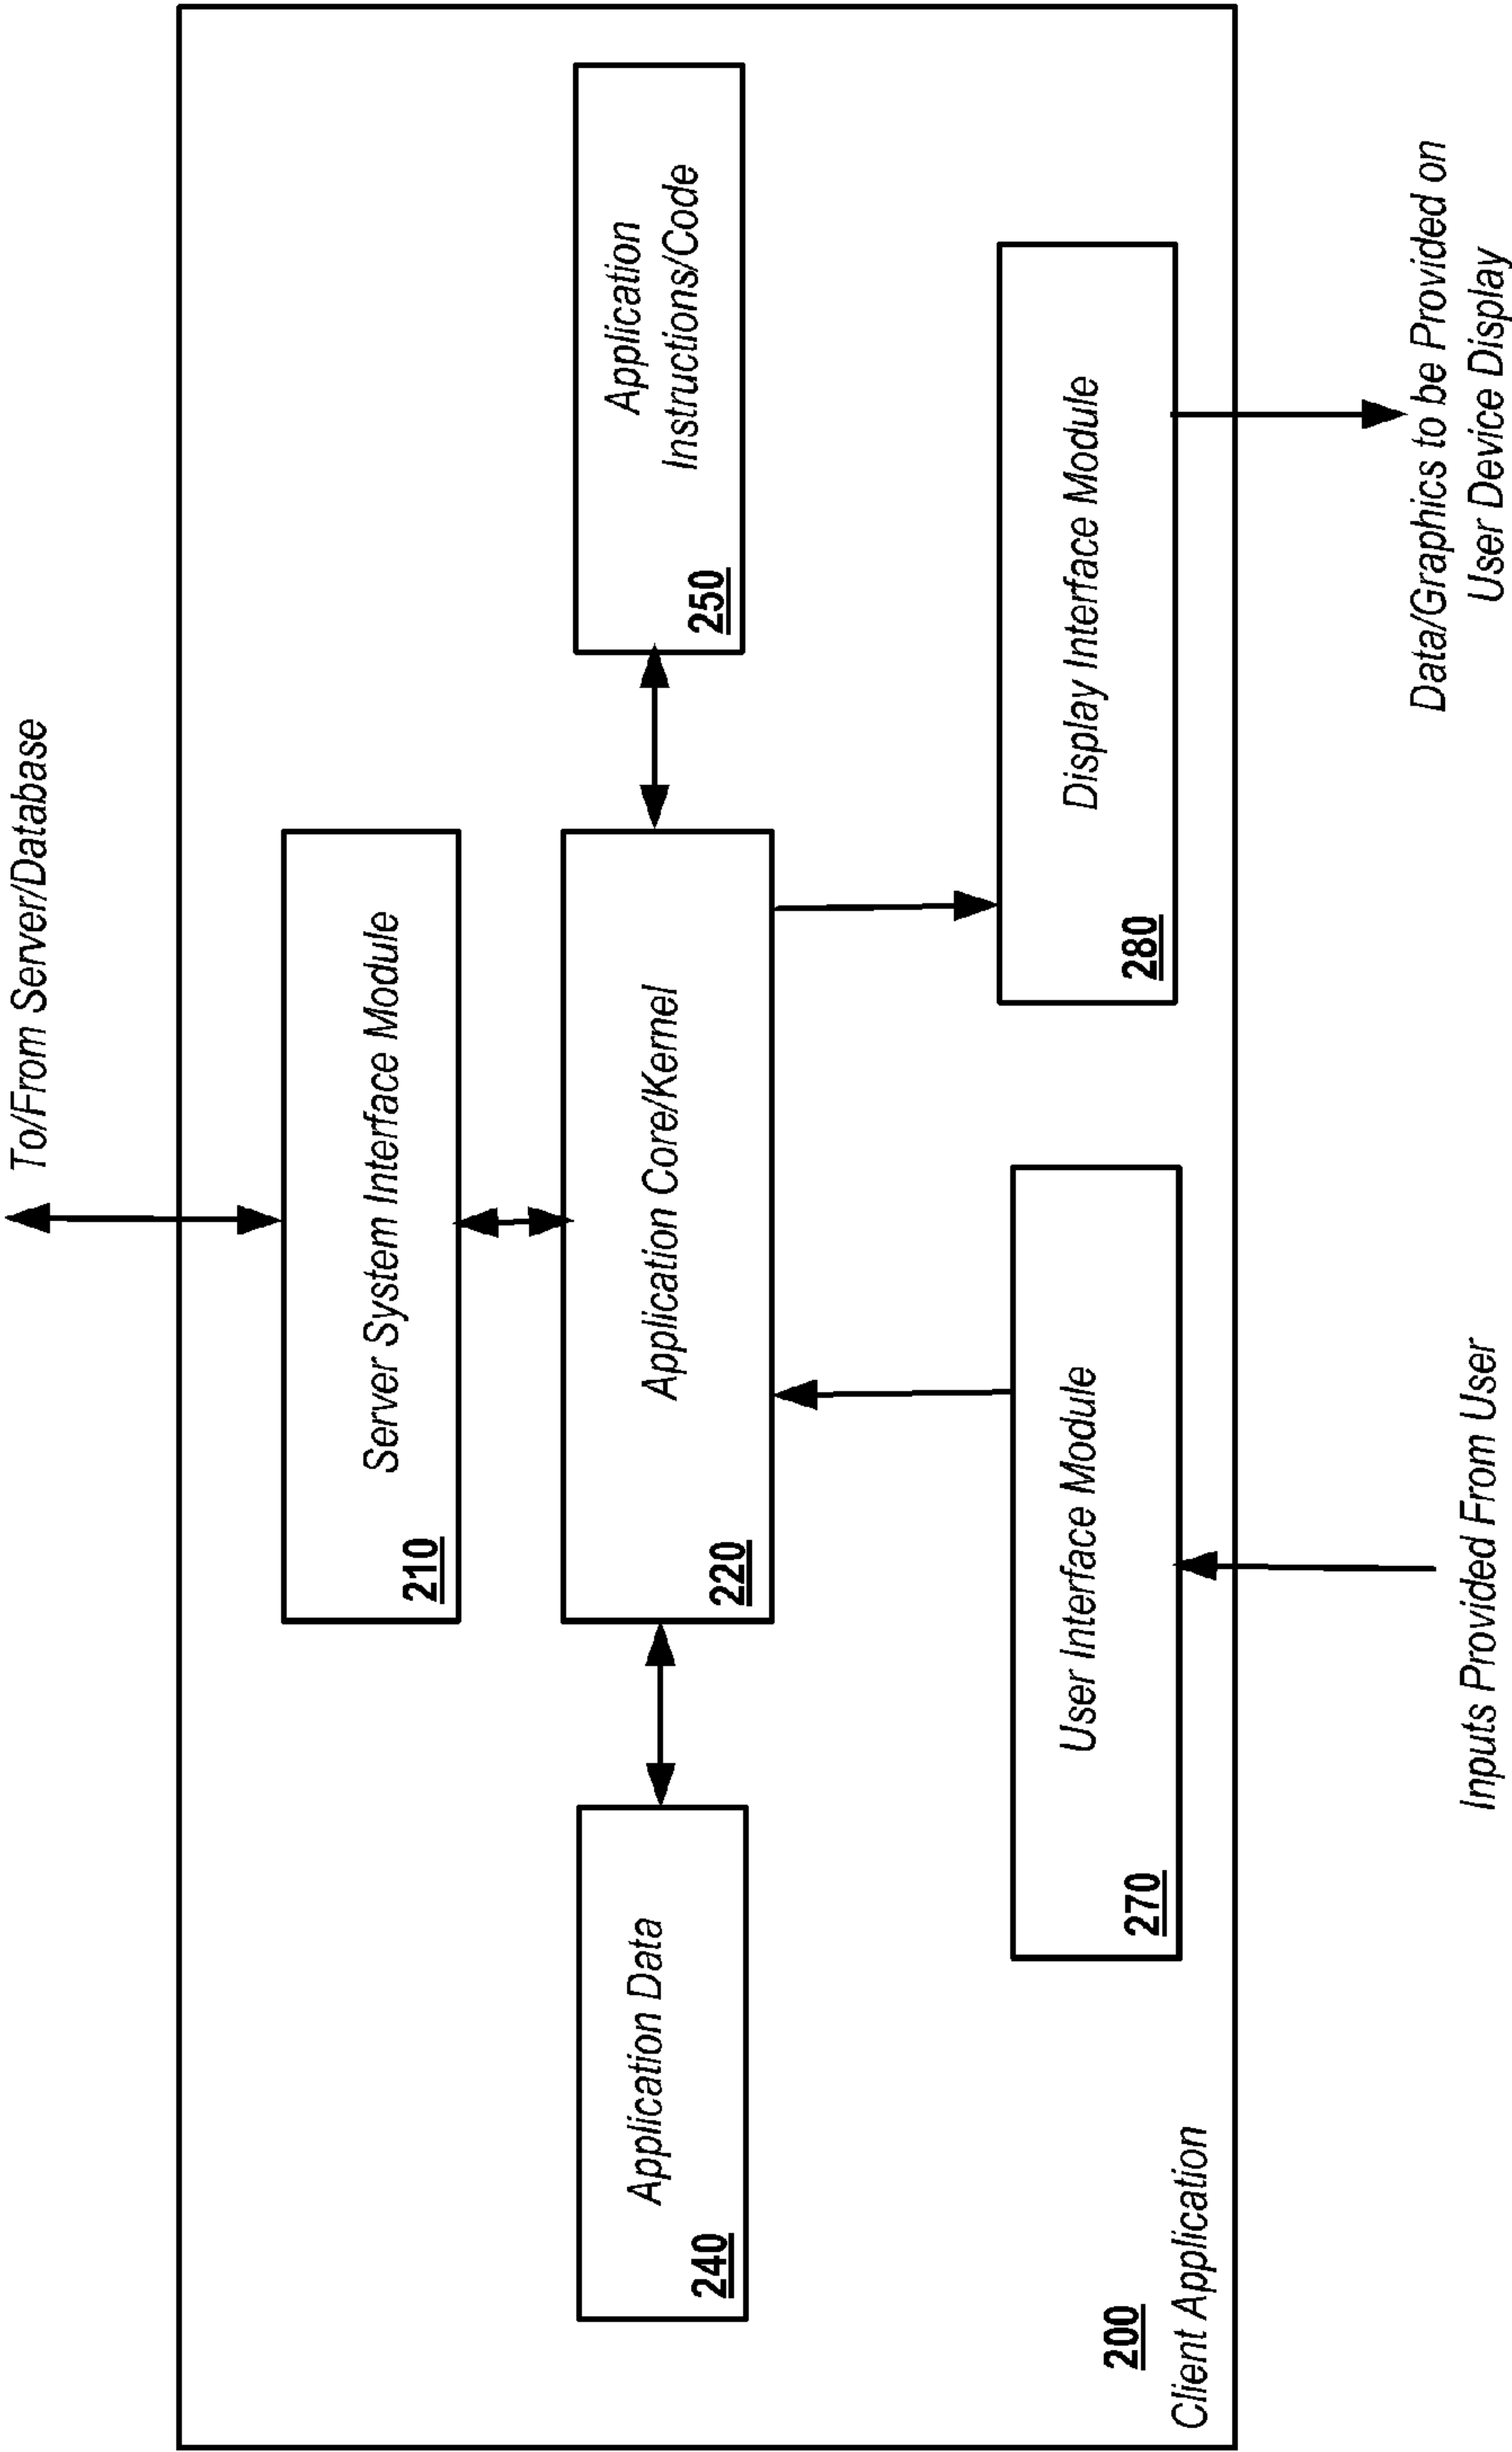 To/From Server/Database
Server System Interface Module
210
Application Data
240
Application Core/Kernel
220
Application
Instructions/Code
250
User Interface Module
270
Display Interface Module
280
200
Client Application
Inputs Provided From User
Data/Graphics to be Provided on
User Device Display